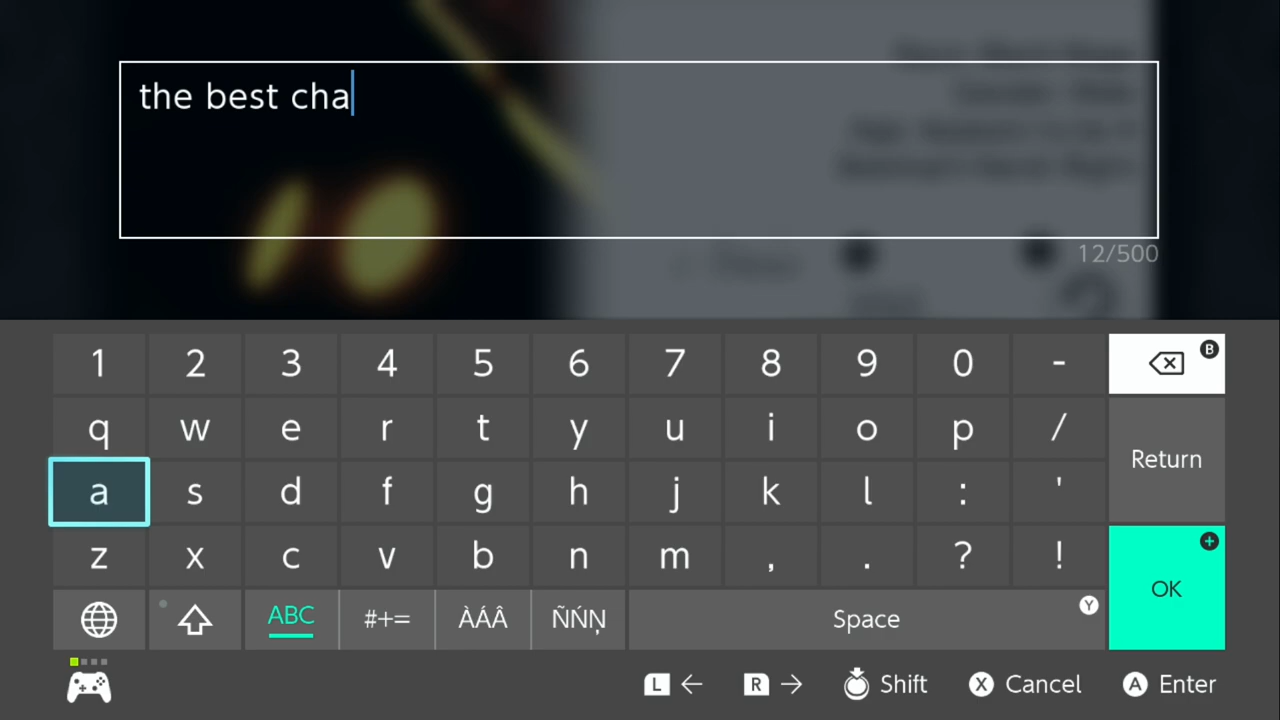 the best cha
12/500
1 2 3 4 5 6 7 8 9 0 - B
q w e r t y u i o p /
Return
a s d f g h j k l : '
z x c v b n m , . ? ! +
OK
ABC #+= ÀÁÂ ÑŃŅ Space Y
L ← R → Shift X Cancel A Enter